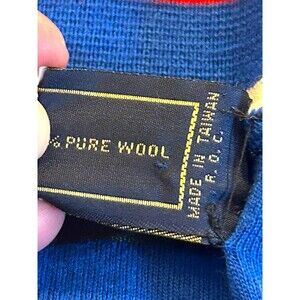 % PURE WOOL
MADE IN TAIWAN
R. O. C.